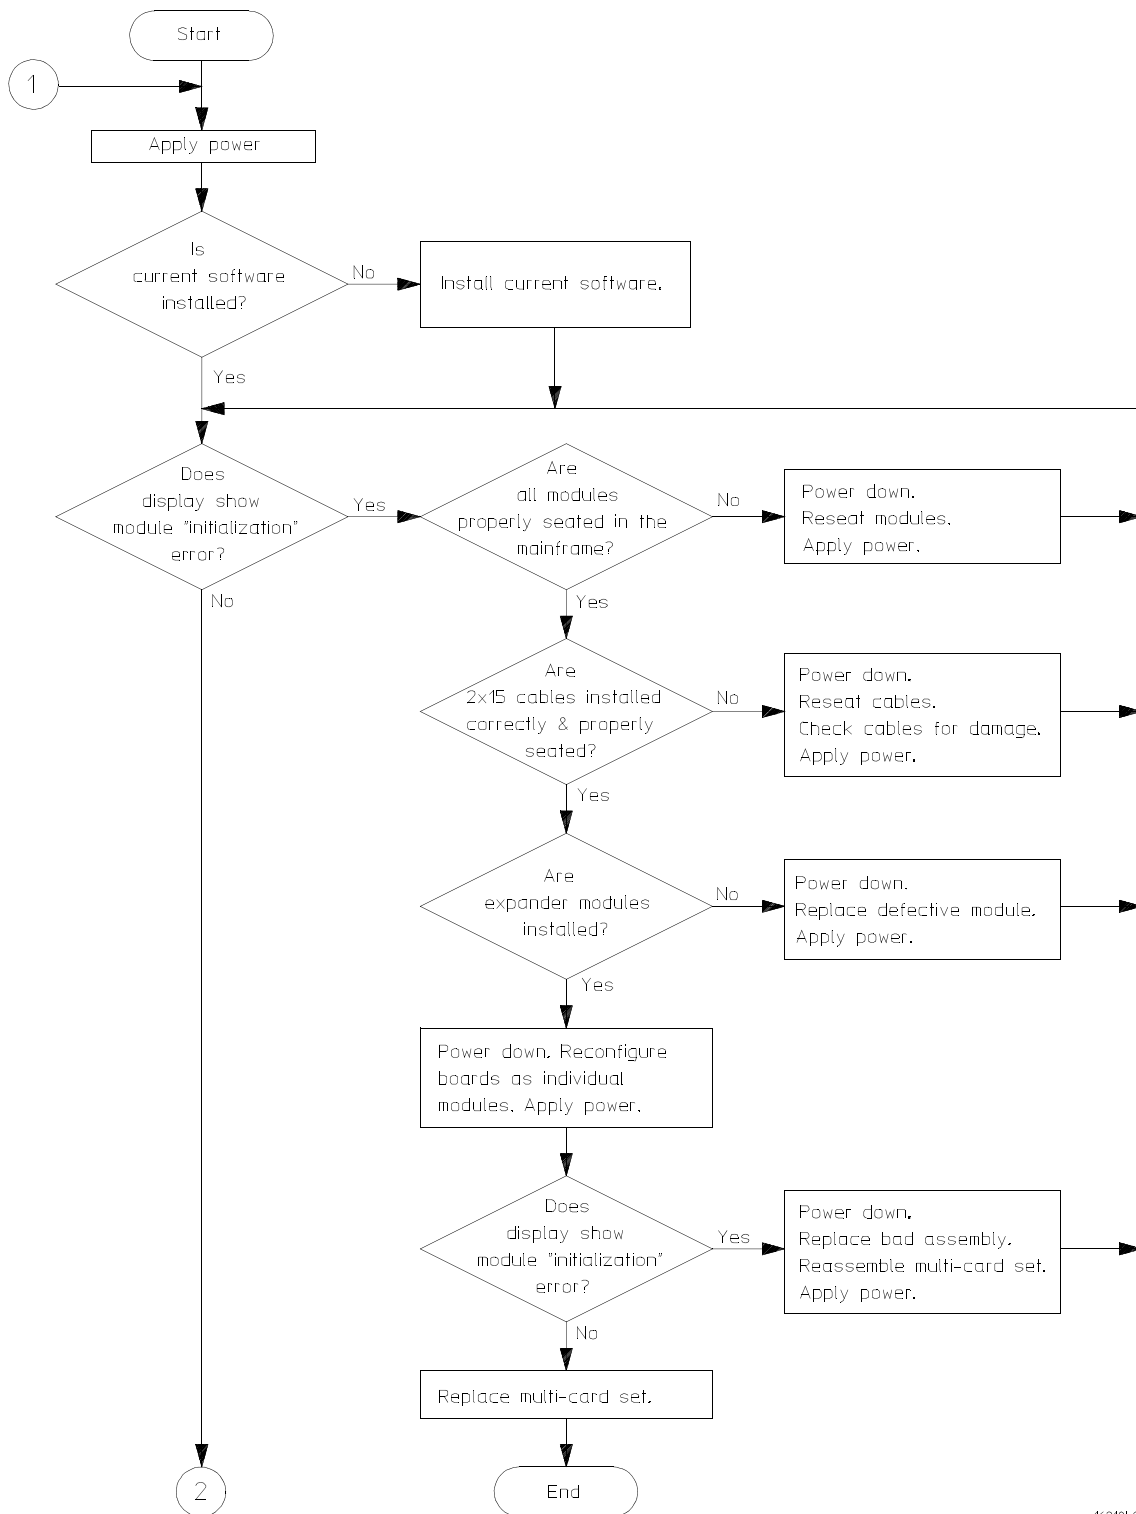 Start
1
Apply power
Is
current software
installed?
No
Install current software.
Yes
Does
display show
module "initialization"
error?
Yes
Are
all modules
properly seated in the
mainframe?
No
Power down.
Reseat modules.
Apply power.
No
Yes
Are
2x15 cables installed
correctly & properly
seated?
No
Power down.
Reseat cables.
Check cables for damage.
Apply power.
Yes
Are
expander modules
installed?
No
Power down.
Replace defective module.
Apply power.
Yes
Power down. Reconfigure
boards as individual
modules. Apply power.
Does
display show
module "initialization"
error?
Yes
Power down.
Replace bad assembly.
Reassemble multi-card set.
Apply power.
No
Replace multi-card set.
2
End